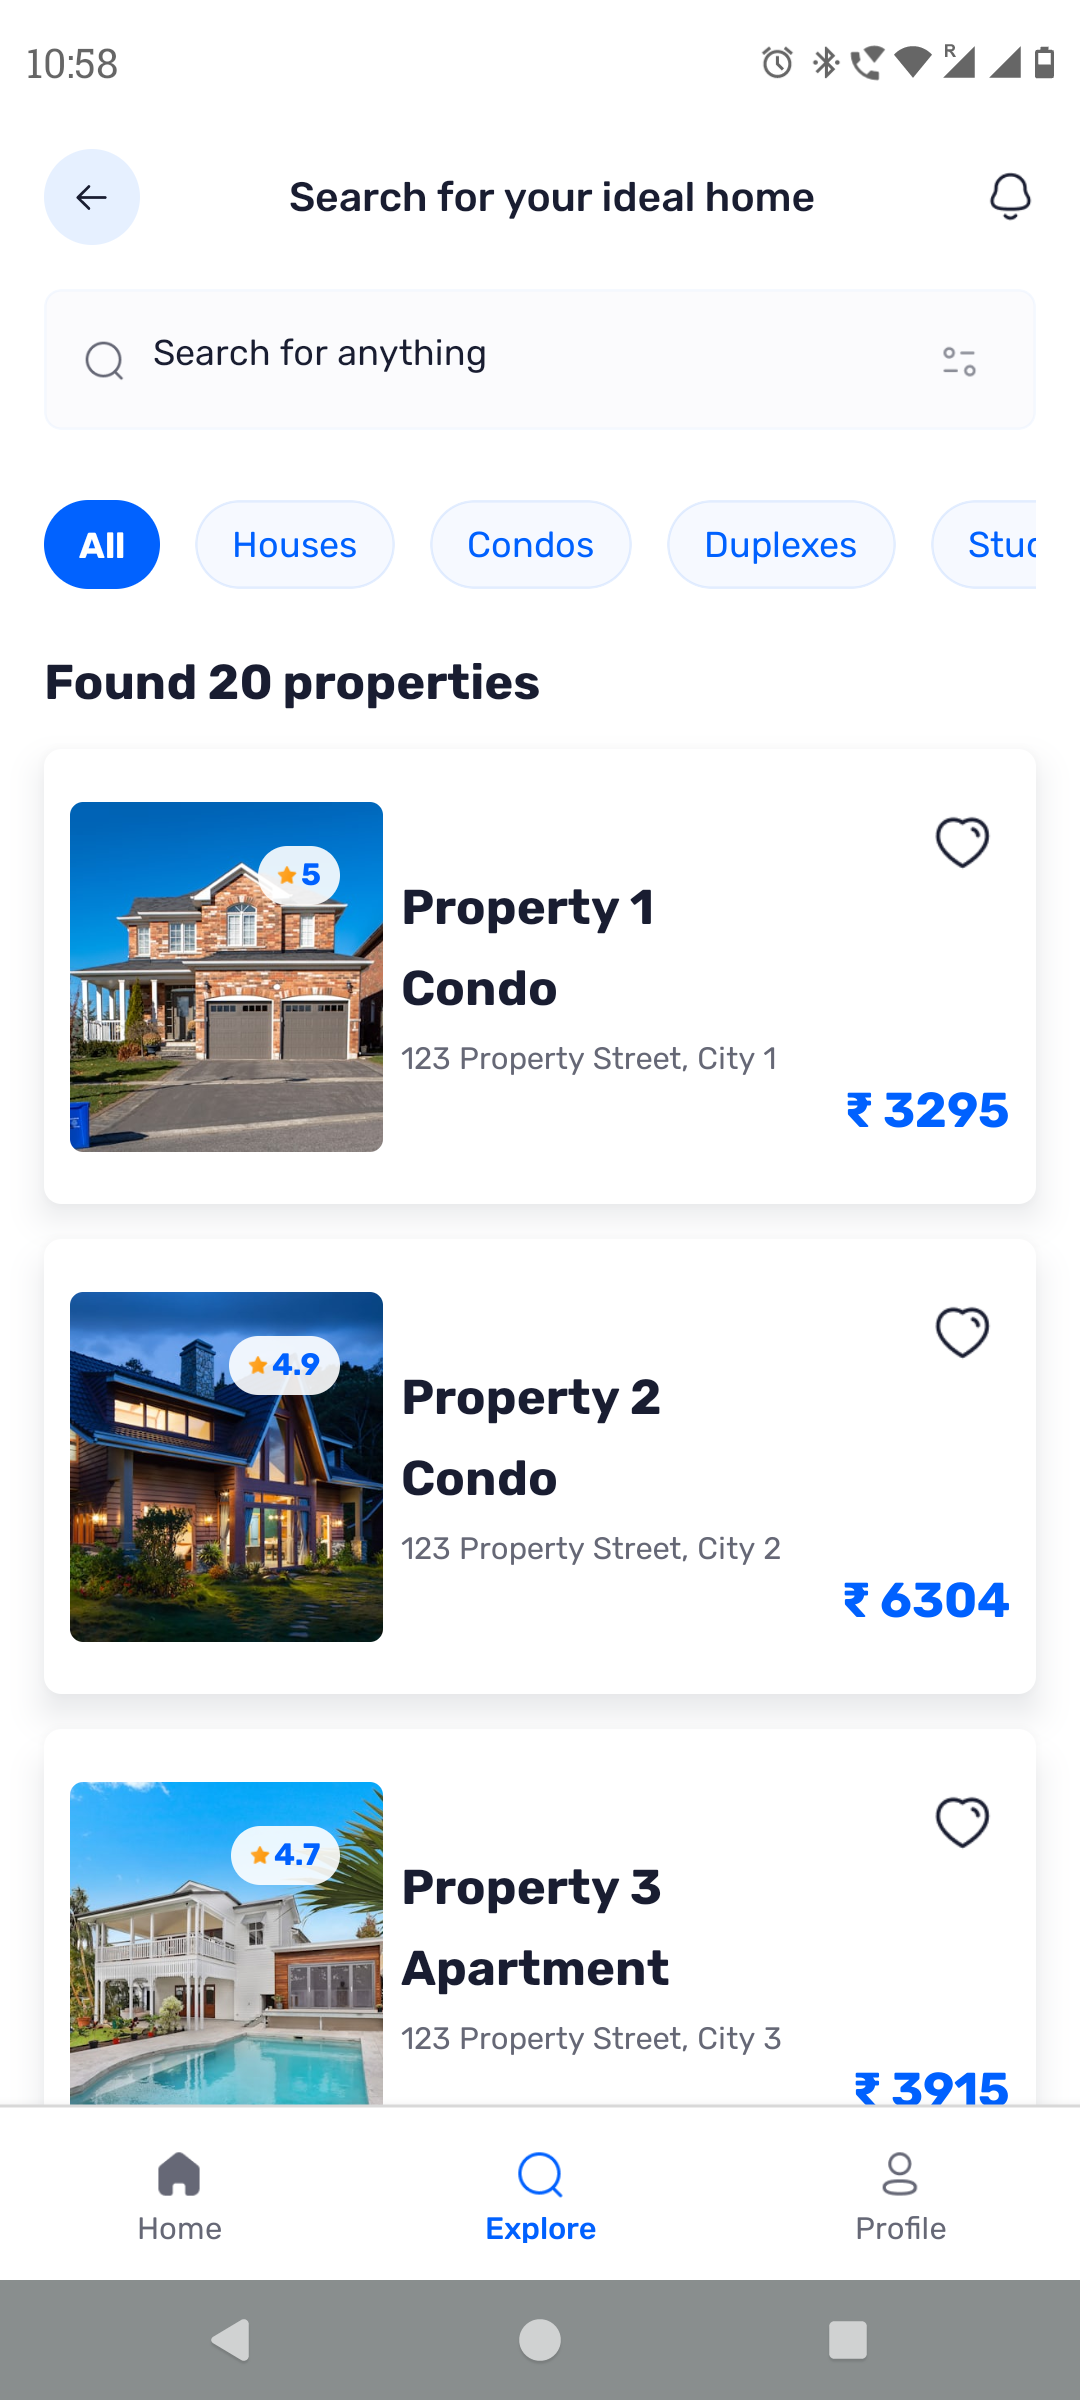 10:58
R
Search for your ideal home
Search for anything
All
Houses
Condos
Duplexes
Found 20 properties
5
Property 1
Condo
123 Property Street, City 1
₹ 3295
4.9
Property 2
Condo
123 Property Street, City 2
₹ 6304
4.7
Property 3
Apartment
123 Property Street, City 3
₹ 3915
Home
Explore
Profile